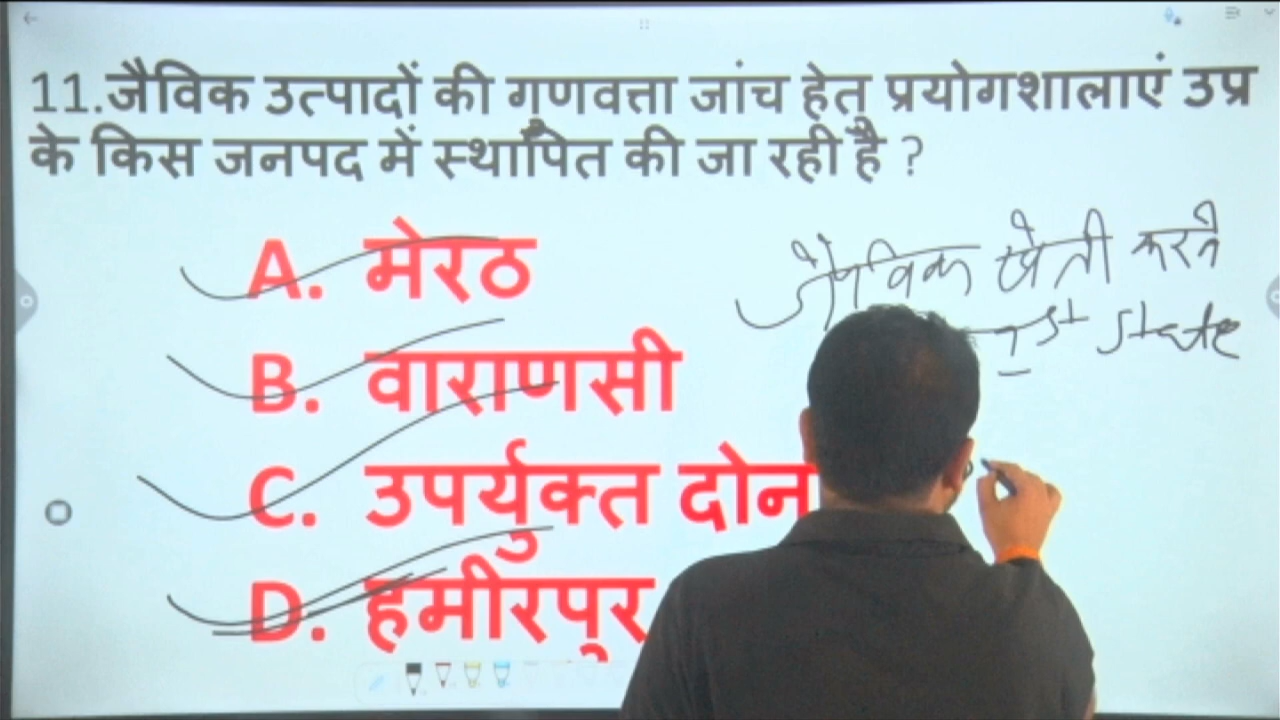 11.जैविक उत्पादों की गुणवत्ता जांच हेतु प्रयोगशालाएं उप्र
के किस जनपद में स्थापित की जा रही है ?
A. मेरठ
B. वाराणसी
C. उपर्युक्त दोन
D. हमीरपुर
जैविक खेती करने
1st state